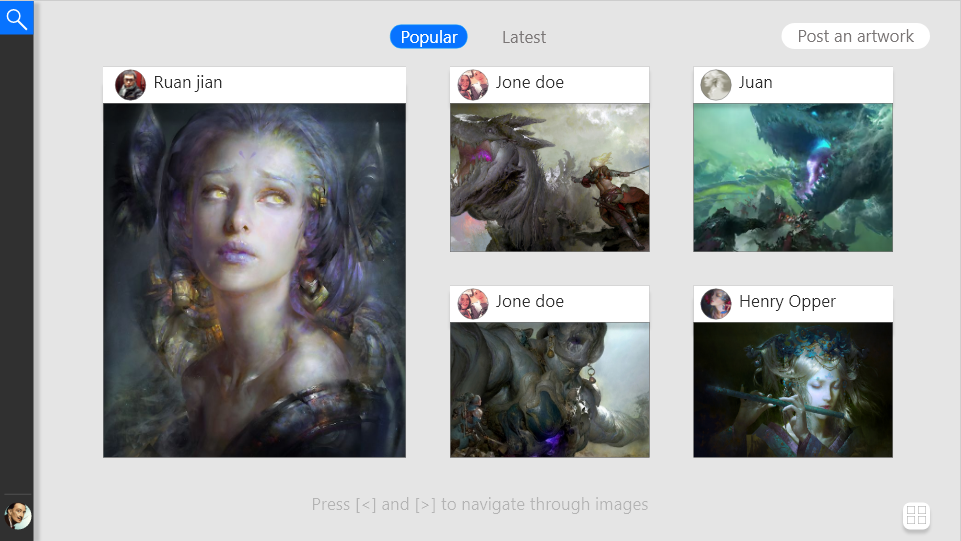 Popular
Latest
Post an artwork
Ruan jian
Jone doe
Juan
Jone doe
Henry Opper
Press [<] and [>] to navigate through images